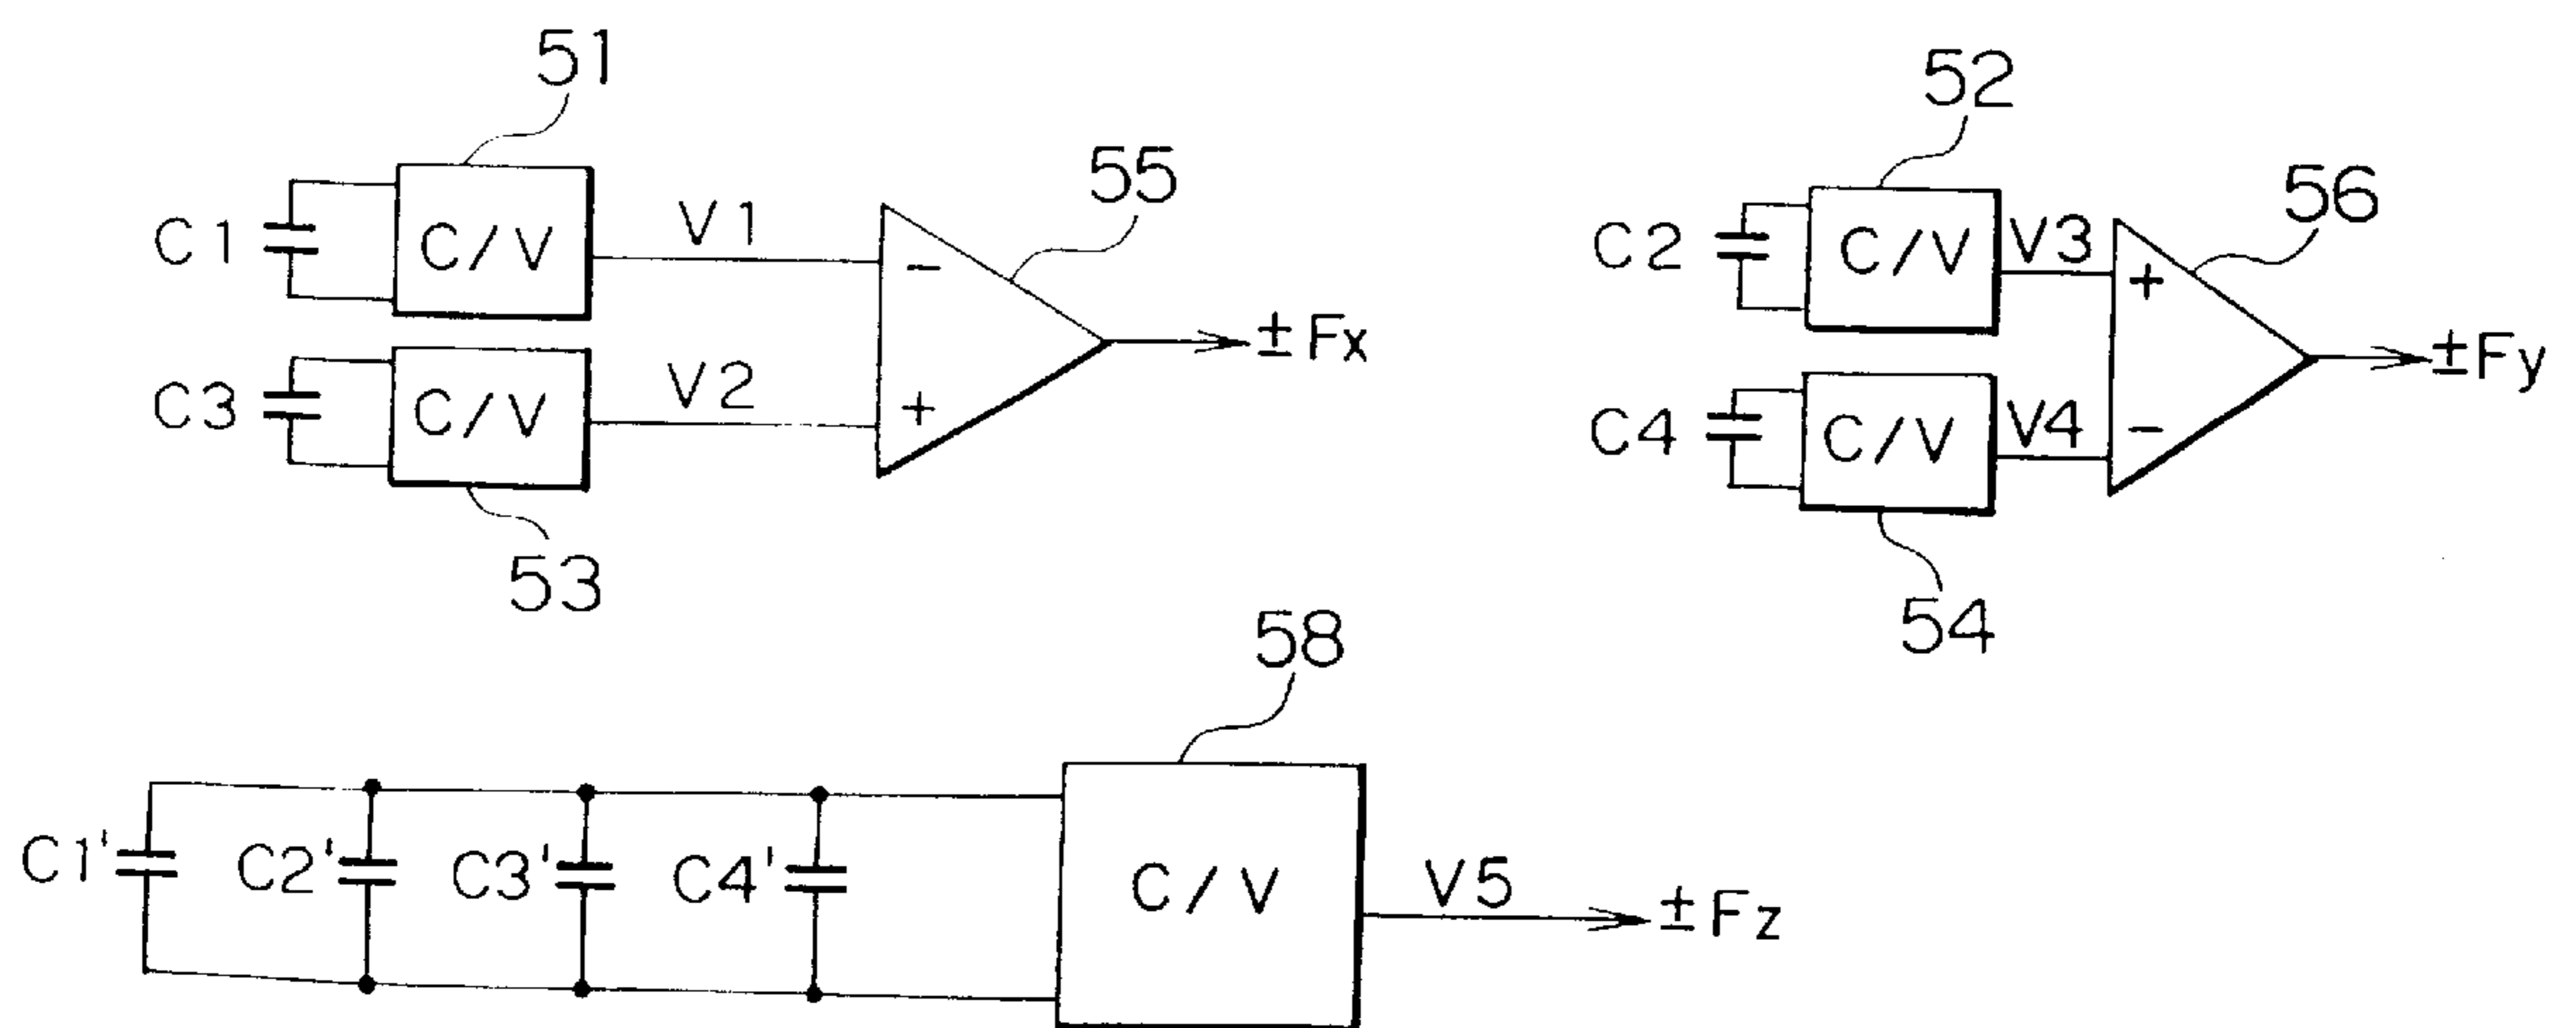 51
C1
C/V
V1
55
-
+
± Fx
C3
C/V
V2
53
52
C2
C/V
V3
56
+
-
±Fy
C4
C/V
V4
54
58
C1'
C2'
C3'
C4'
C/V
V5
± Fz